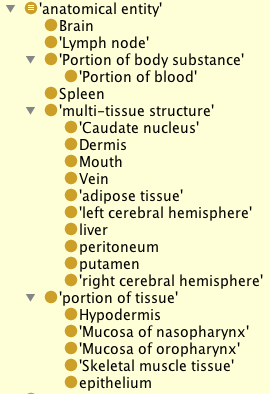 'anatomical entity'
Brain
'Lymph node'
'Portion of body substance'
'Portion of blood'
Spleen
'multi-tissue structure'
'Caudate nucleus'
Dermis
Mouth
Vein
'adipose tissue'
'left cerebral hemisphere'
liver
peritoneum
putamen
'right cerebral hemisphere'
'portion of tissue'
Hypodermis
'Mucosa of nasopharynx'
'Mucosa of oropharynx'
'Skeletal muscle tissue'
epithelium